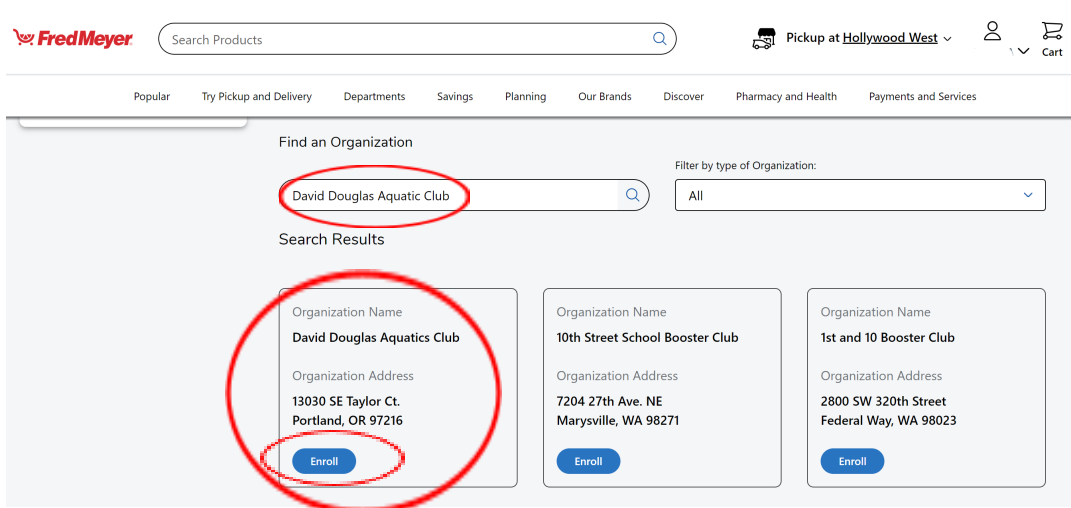 Fred Meyer
Search Products
Pickup at Hollywood West
Cart
Popular Try Pickup and Delivery Departments Savings Planning Our Brands Discover Pharmacy and Health Payments and Services
Find an Organization
Filter by type of Organization:
David Douglas Aquatic Club
All
Search Results
Organization Name
David Douglas Aquatics Club
Organization Address
13030 SE Taylor Ct.
Portland, OR 97216
Enroll
Organization Name
10th Street School Booster Club
Organization Address
7204 27th Ave. NE
Marysville, WA 98271
Enroll
Organization Name
1st and 10 Booster Club
Organization Address
2800 SW 320th Street
Federal Way, WA 98023
Enroll